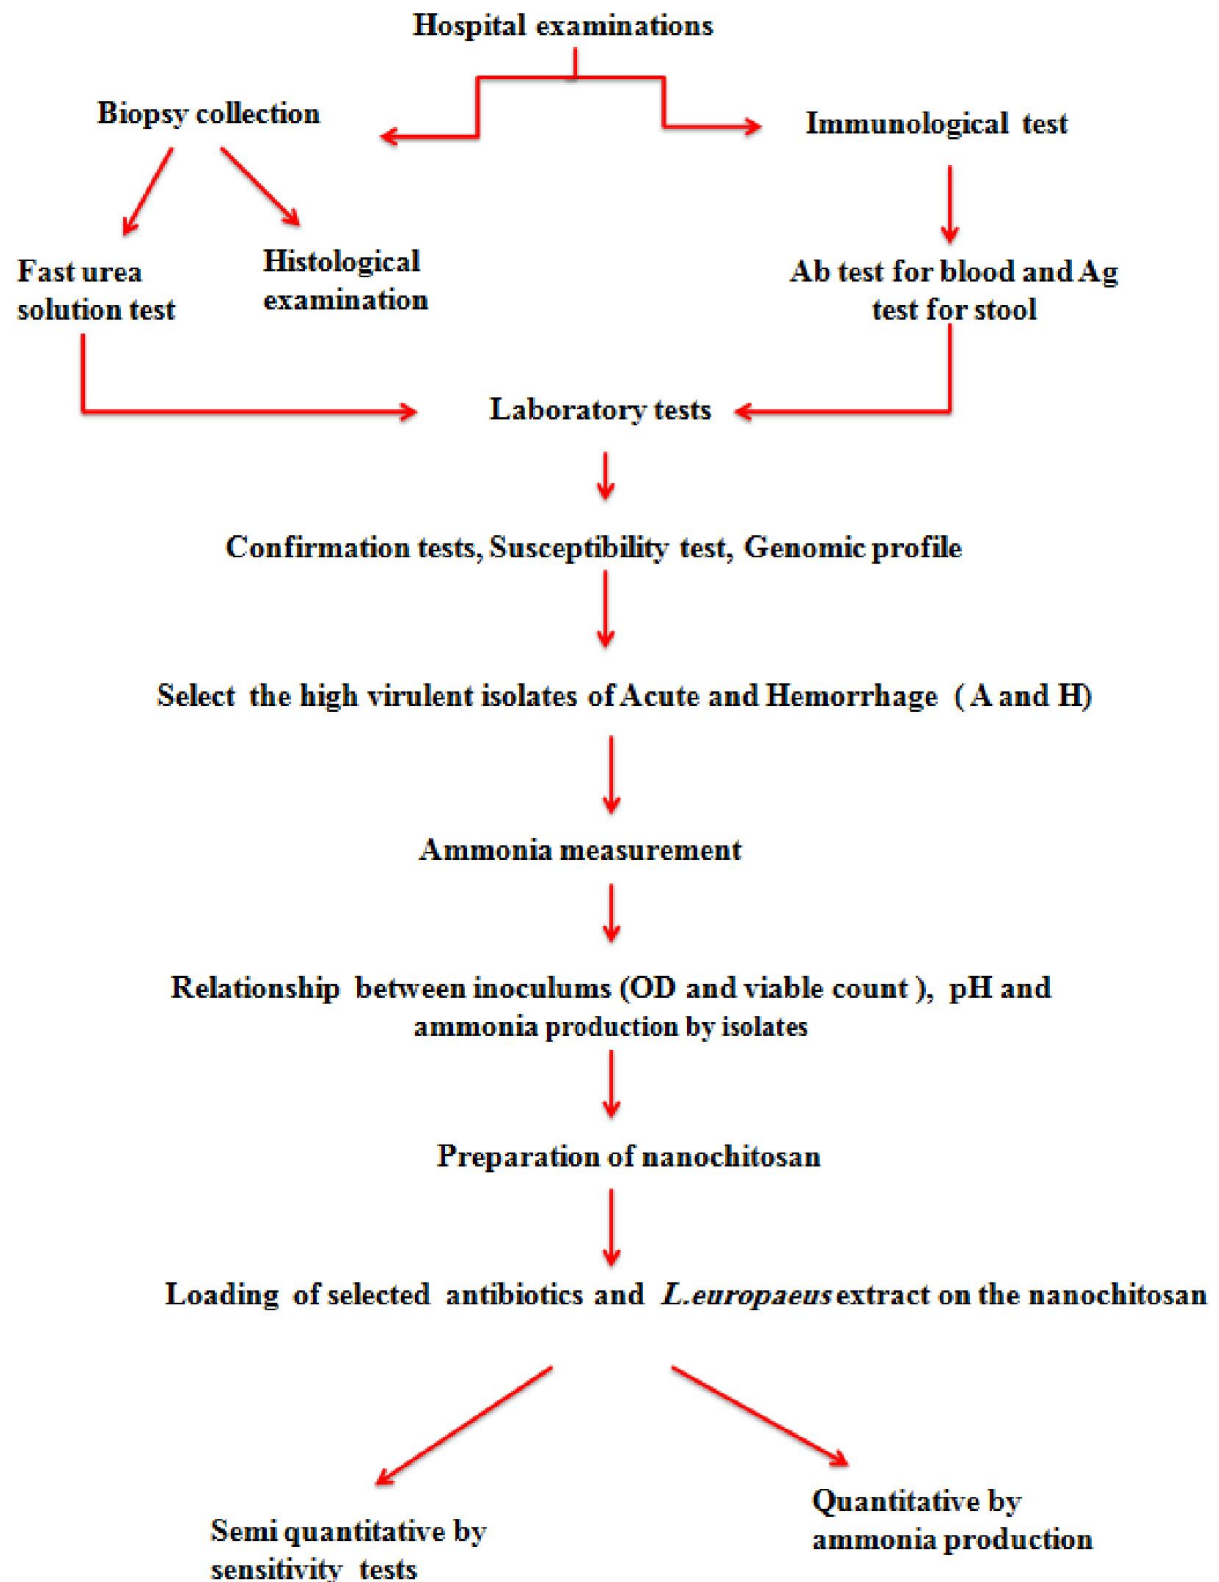 Hospital examinations
Biopsy collection
Immunological test
Fast urea
solution test
Histological
examination
Ab test for blood and Ag
test for stool
Laboratory tests
Confirmation tests, Susceptibility test, Genomic profile
Select the high virulent isolates of Acute and Hemorrhage ( A and H)
Ammonia measurement
Relationship between inoculums (OD and viable count ), pH and
ammonia production by isolates
Preparation of nanochitosan
Loading of selected antibiotics and L.europaeus extract on the nanochitosan
Semi quantitative by
sensitivity tests
Quantitative by
ammonia production